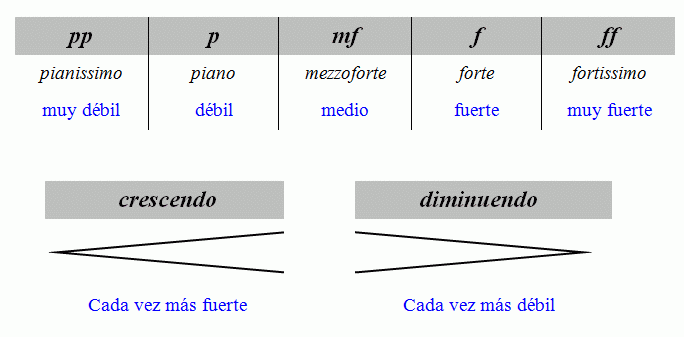 pp p mf f ff
pianissimo piano mezzoforte forte fortissimo
muy débil débil medio fuerte muy fuerte
crescendo diminuendo
Cada vez más fuerte Cada vez más débil